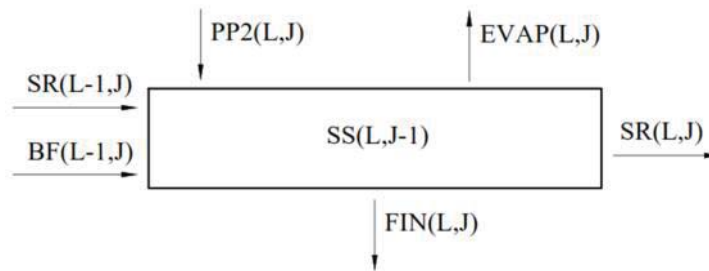 PP2(L,J)
EVAP(L,J)
SR(L-1,J)
SS(L,J-1)
SR(L,J)
BF(L-1,J)
FIN(L,J)